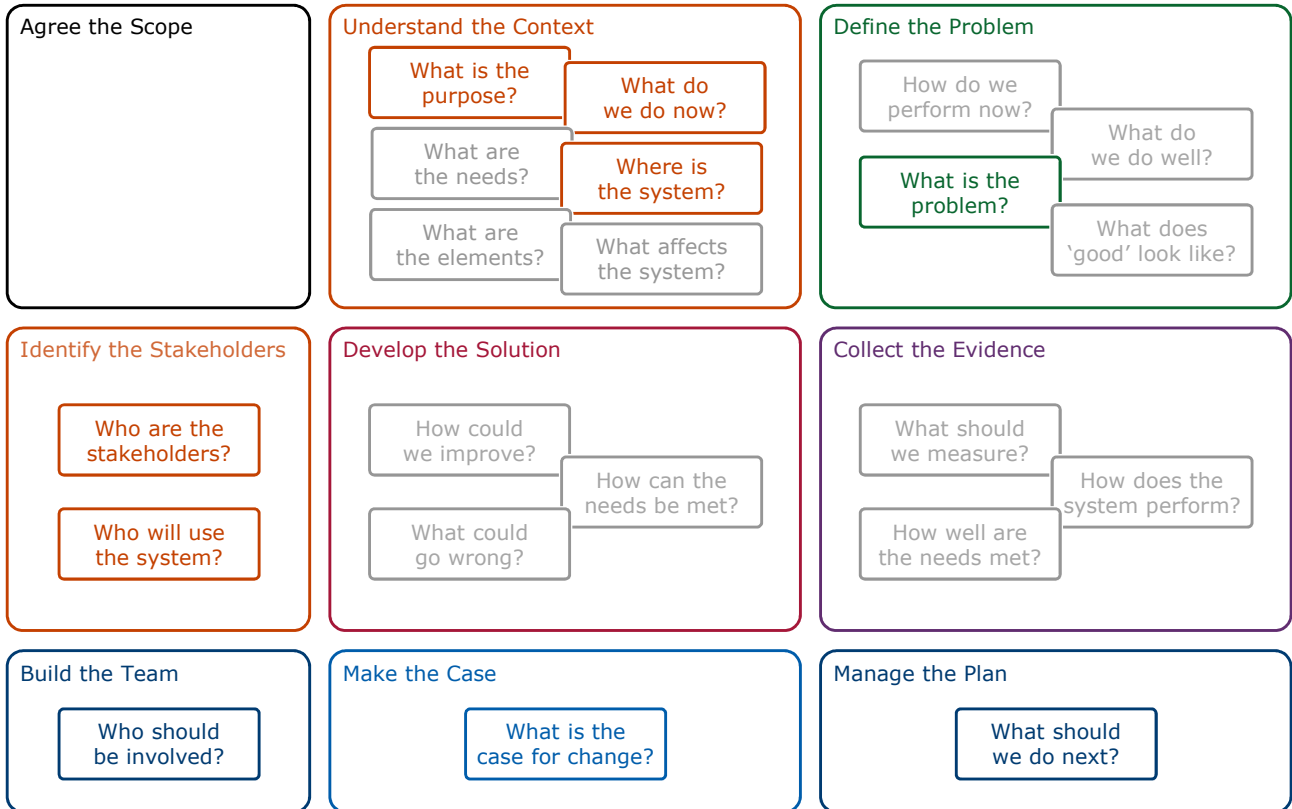 Agree the Scope
Understand the Context
What is the
purpose?
What do
we do now?
What are
the needs?
Where is
the system?
What are
the elements?
What affects
the system?
Define the Problem
How do we
perform now?
What do
we do well?
What is the
problem?
What does
‘good’ look like?
Identify the Stakeholders
Who are the
stakeholders?
Who will use
the system?
Develop the Solution
How could
we improve?
How can the
needs be met?
What could
go wrong?
Collect the Evidence
What should
we measure?
How does the
system perform?
How well are
the needs met?
Build the Team
Who should
be involved?
Make the Case
What is the
case for change?
Manage the Plan
What should
we do next?